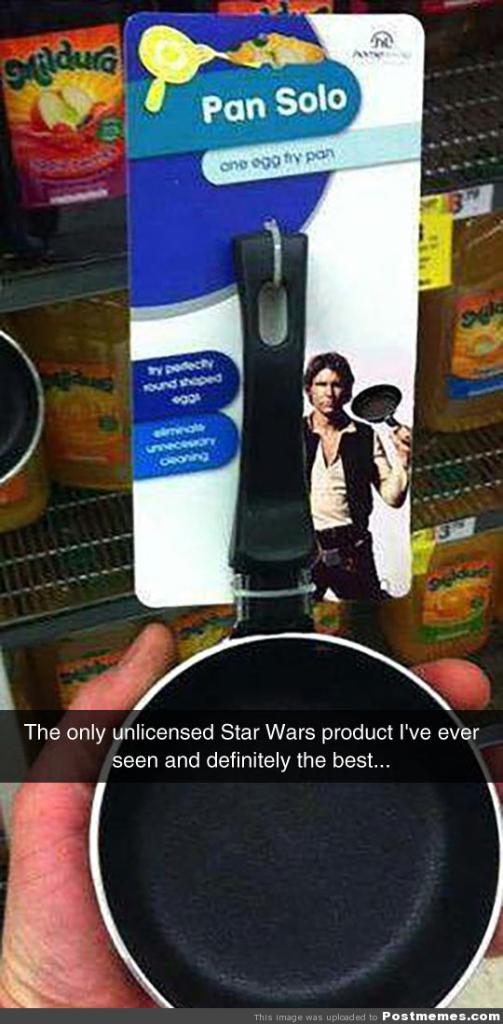 Mildura
Pan Solo
one egg fry pan
fry perfectly
round shaped
eggs
eliminate
unnecessary
cleaning
Mildura
The only unlicensed Star Wars product I've ever
seen and definitely the best...
This image was uploaded to Postmemes.com